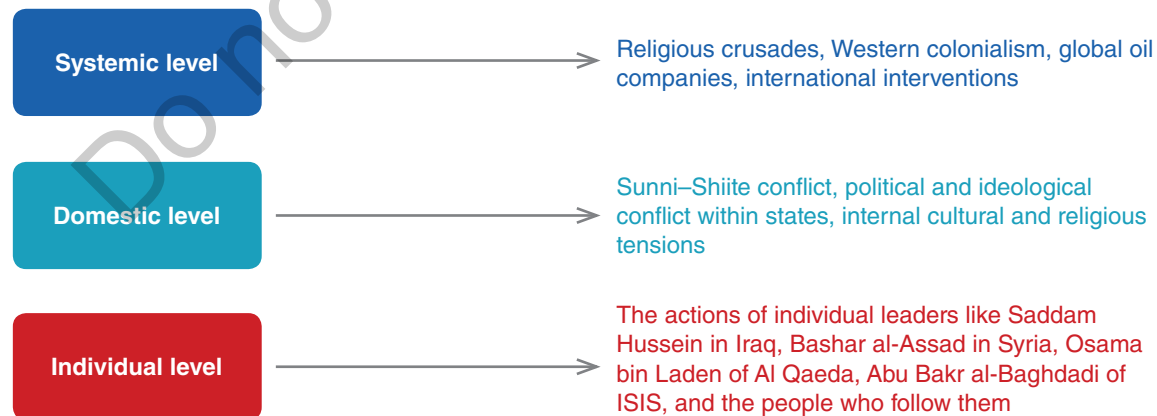 Do no
Systemic level
Religious crusades, Western colonialism, global oil
companies, international interventions
Domestic level
Sunni–Shiite conflict, political and ideological
conflict within states, internal cultural and religious
tensions
Individual level
The actions of individual leaders like Saddam
Hussein in Iraq, Bashar al-Assad in Syria, Osama
bin Laden of Al Qaeda, Abu Bakr al-Baghdadi of
ISIS, and the people who follow them